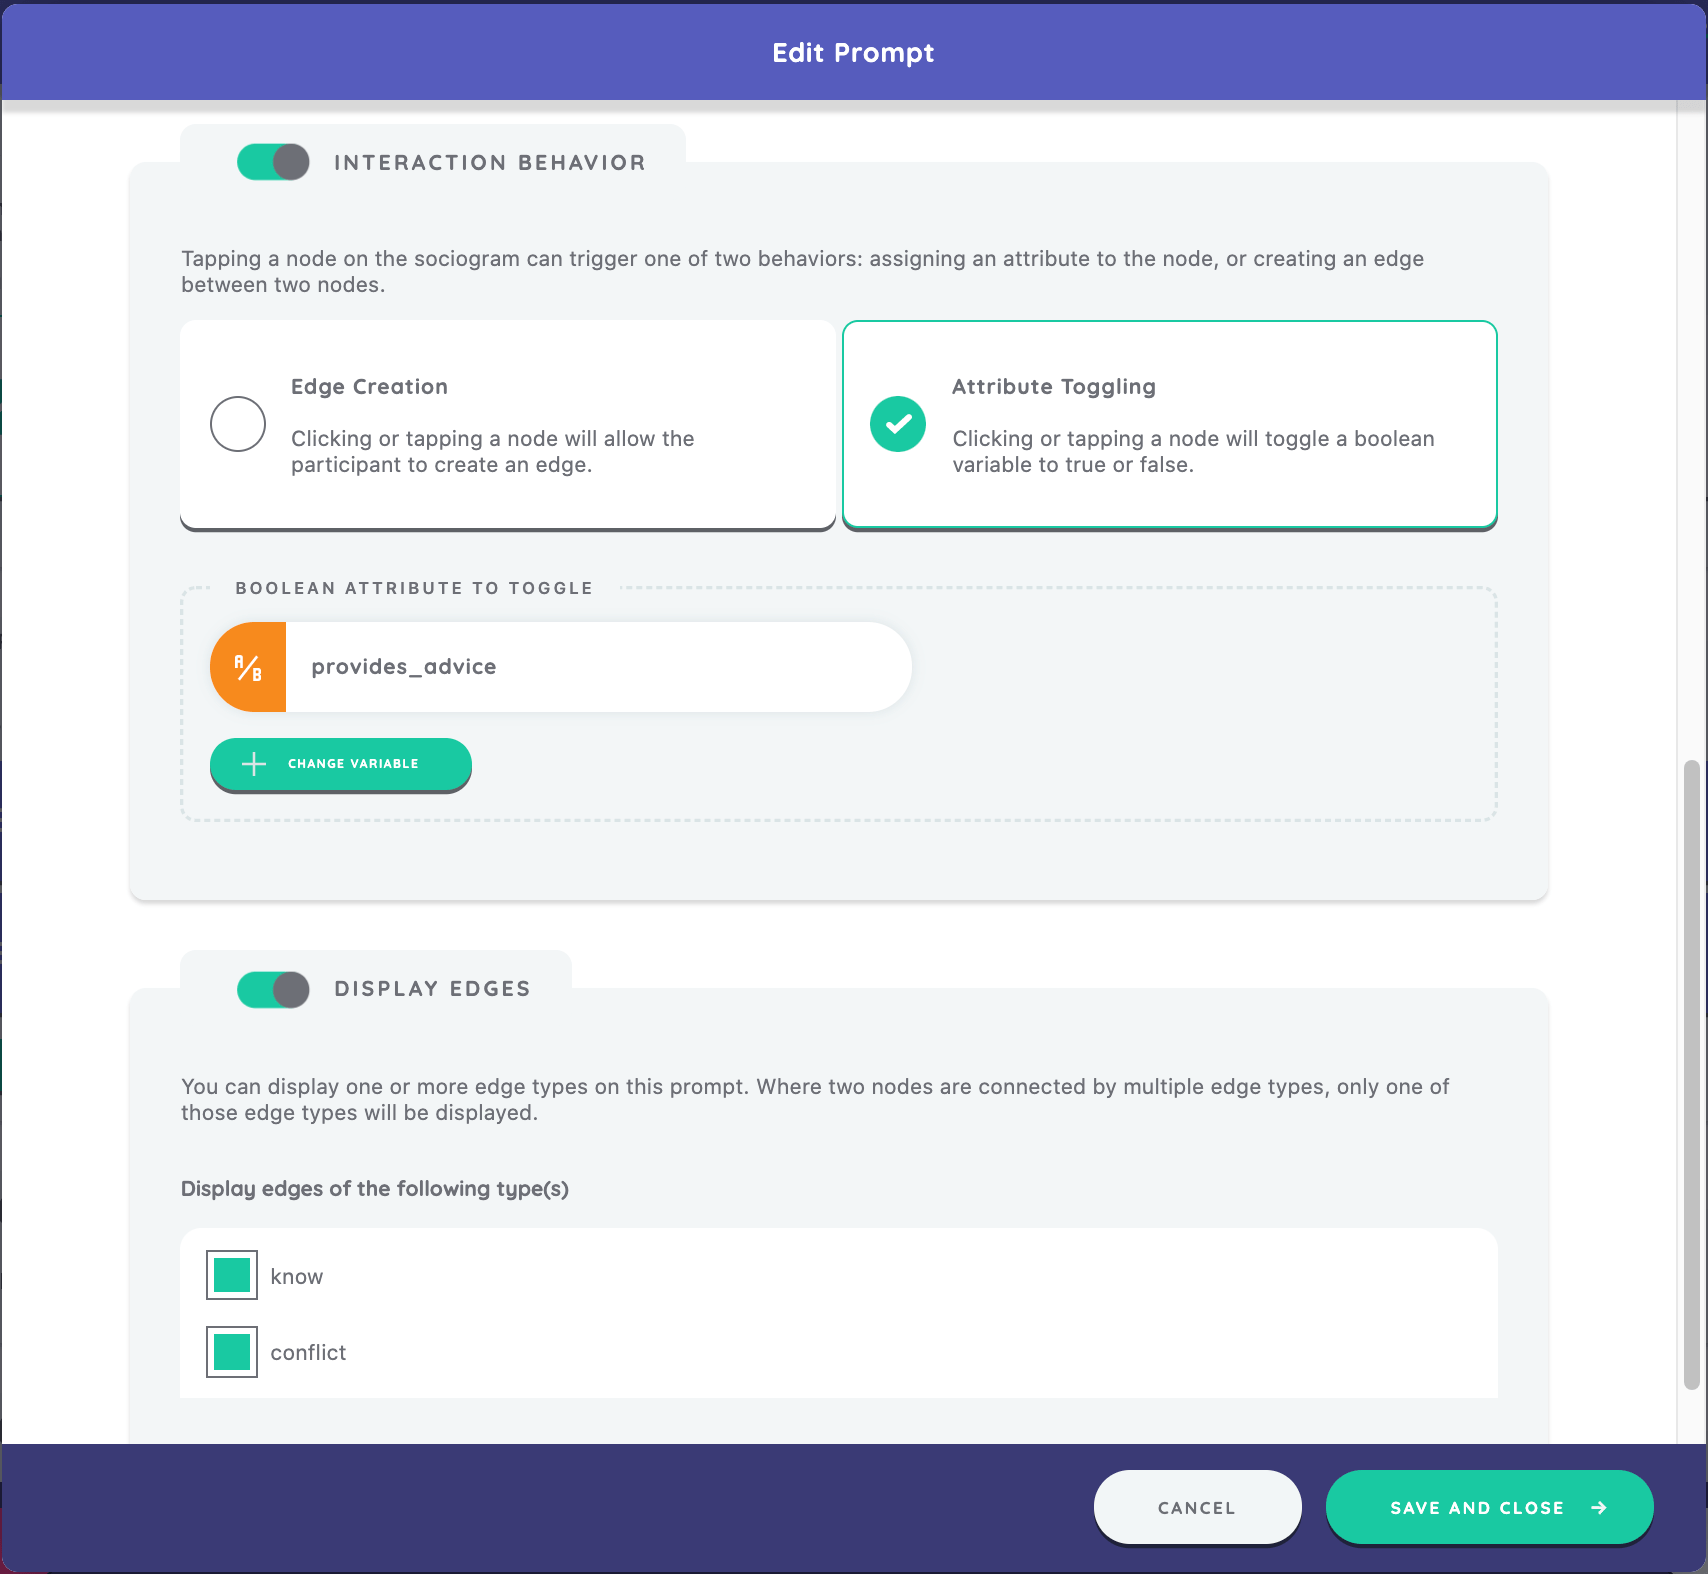 Edit Prompt
INTERACTION BEHAVIOR
Tapping a node on the sociogram can trigger one of two behaviors: assigning an attribute to the node, or creating an edge
between two nodes.
Edge Creation
Clicking or tapping a node will allow the
participant to create an edge.
Attribute Toggling
Clicking or tapping a node will toggle a boolean
variable to true or false.
BOOLEAN ATTRIBUTE TO TOGGLE
A/B
provides_advice
CHANGE VARIABLE
DISPLAY EDGES
You can display one or more edge types on this prompt. Where two nodes are connected by multiple edge types, only one of
those edge types will be displayed.
Display edges of the following type(s)
know
conflict
CANCEL
SAVE AND CLOSE